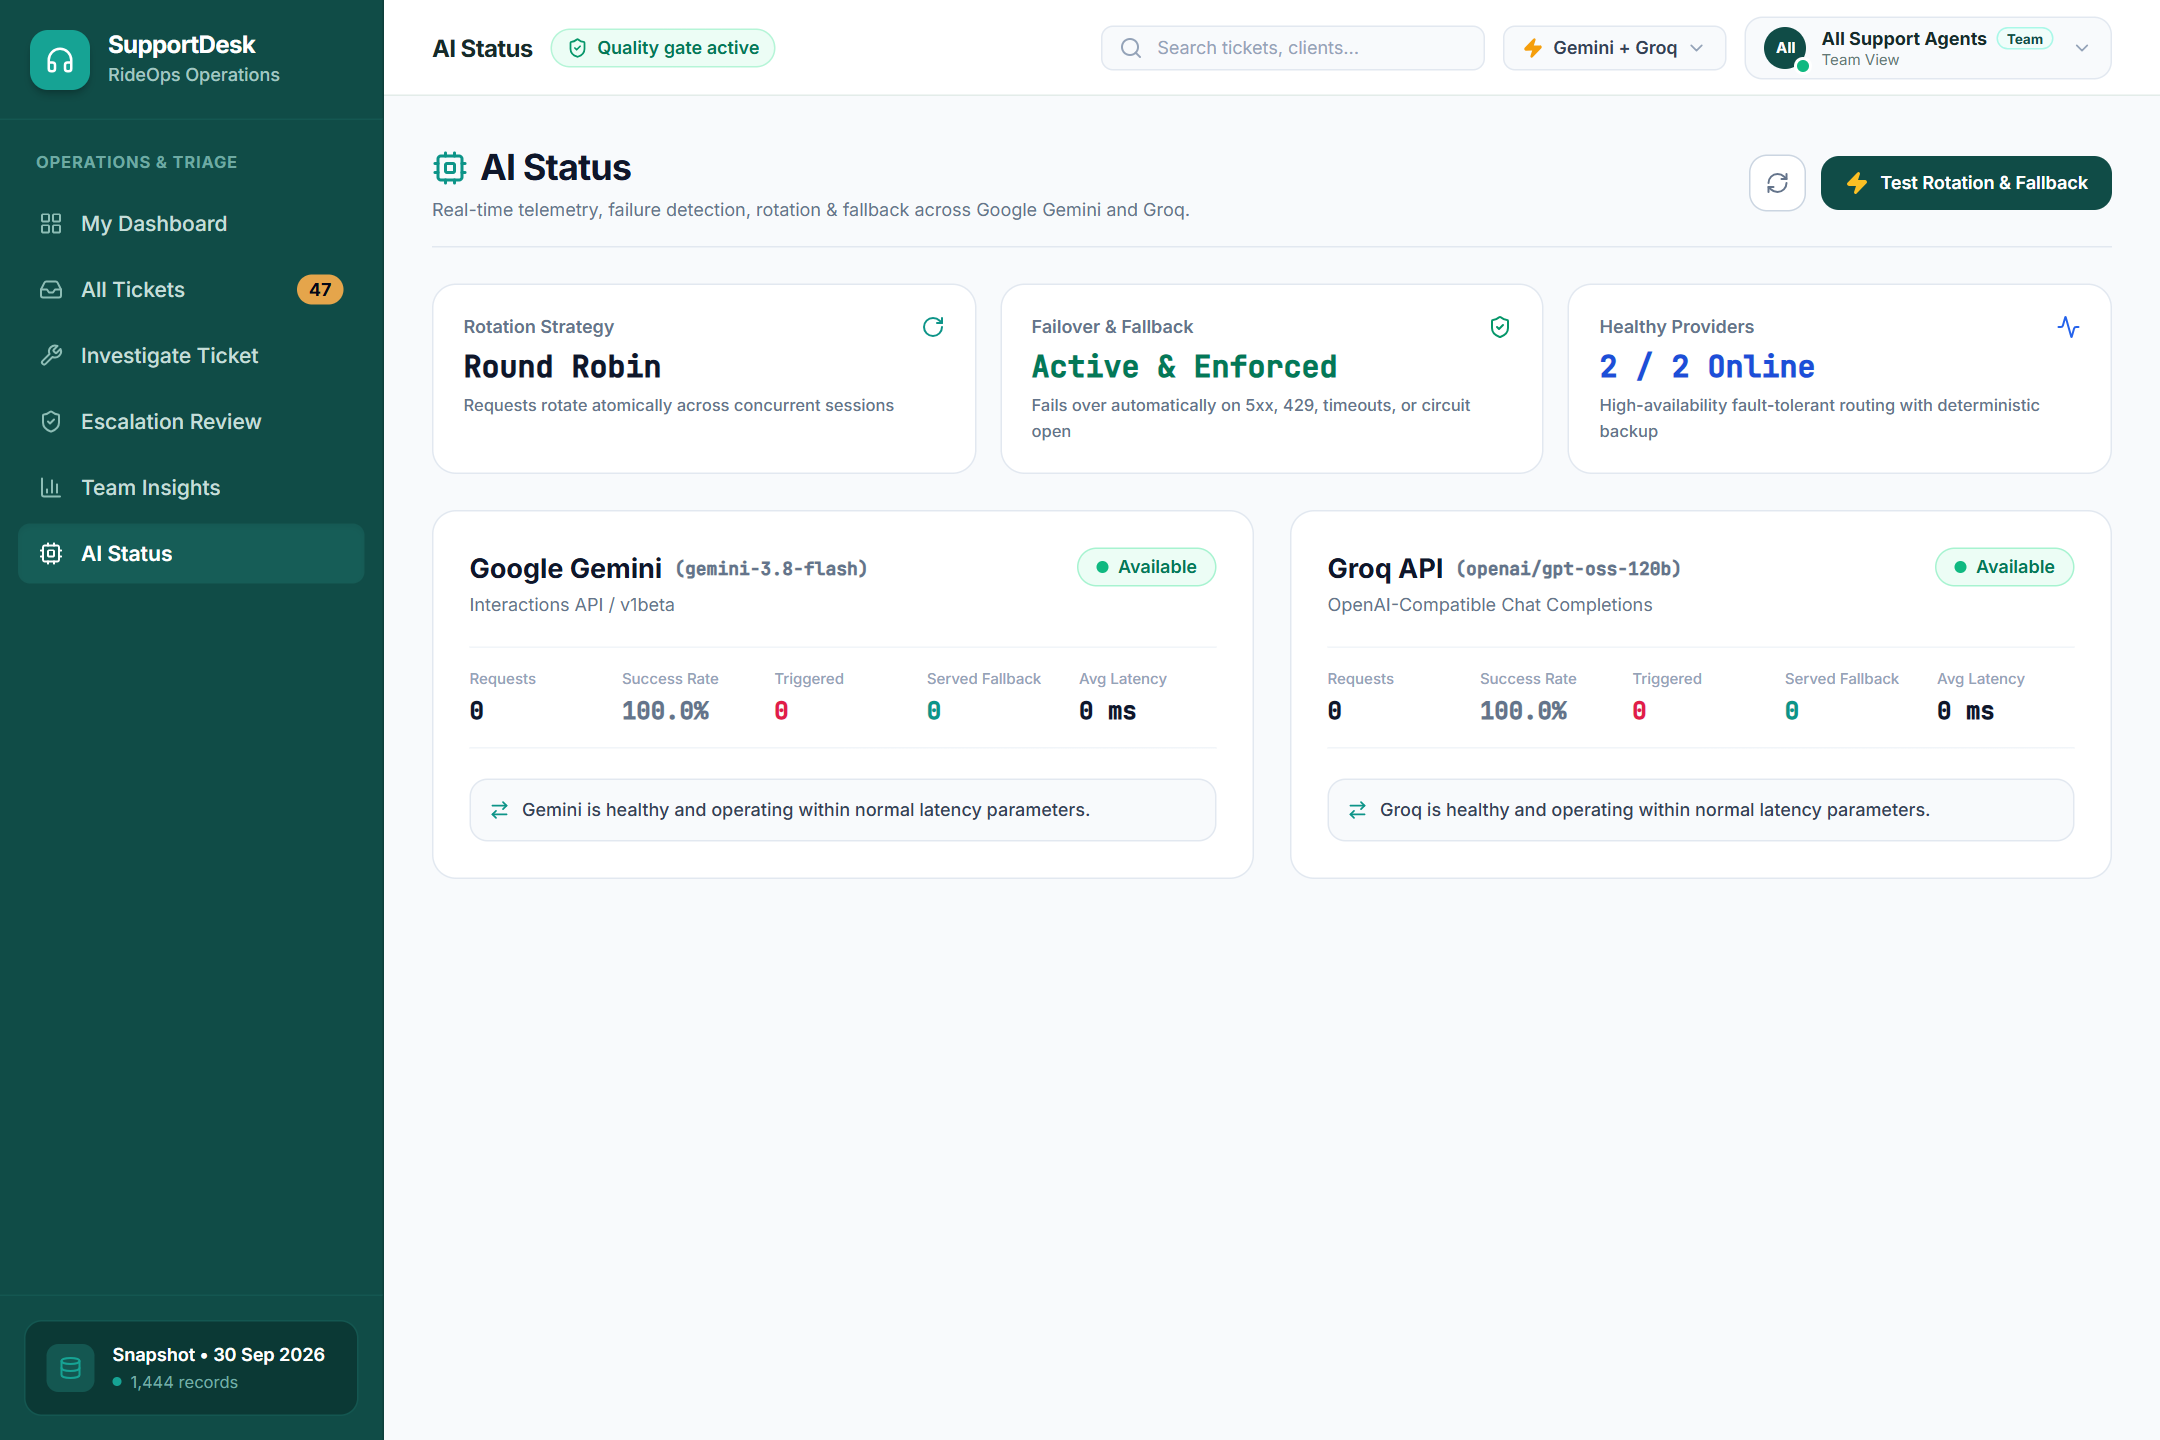 SupportDesk
RideOps Operations
OPERATIONS & TRIAGE
My Dashboard
All Tickets 47
Investigate Ticket
Escalation Review
Team Insights
AI Status
Snapshot • 30 Sep 2026
1,444 records
AI Status
Quality gate active
Search tickets, clients...
Gemini + Groq
All
All Support Agents Team
Team View
AI Status
Real-time telemetry, failure detection, rotation & fallback across Google Gemini and Groq.
Test Rotation & Fallback
Rotation Strategy
Round Robin
Requests rotate atomically across concurrent sessions
Failover & Fallback
Active & Enforced
Fails over automatically on 5xx, 429, timeouts, or circuit
open
Healthy Providers
2 / 2 Online
High-availability fault-tolerant routing with deterministic
backup
Google Gemini (gemini-3.8-flash)
Available
Interactions API / v1beta
Requests Success Rate Triggered Served Fallback Avg Latency
0 100.0% 0 0 0 ms
Gemini is healthy and operating within normal latency parameters.
Groq API (openai/gpt-oss-120b)
Available
OpenAI-Compatible Chat Completions
Requests Success Rate Triggered Served Fallback Avg Latency
0 100.0% 0 0 0 ms
Groq is healthy and operating within normal latency parameters.